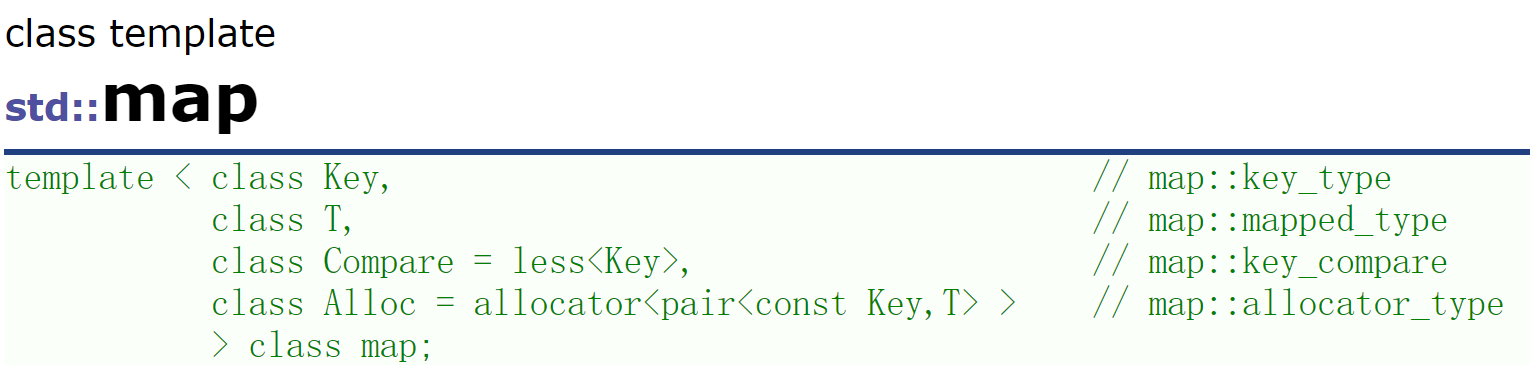 class template
std::map
template < class Key,                                     // map::key_type
           class T,                                       // map::mapped_type
           class Compare = less<Key>,                     // map::key_compare
           class Alloc = allocator<pair<const Key,T> >    // map::allocator_type
           > class map;